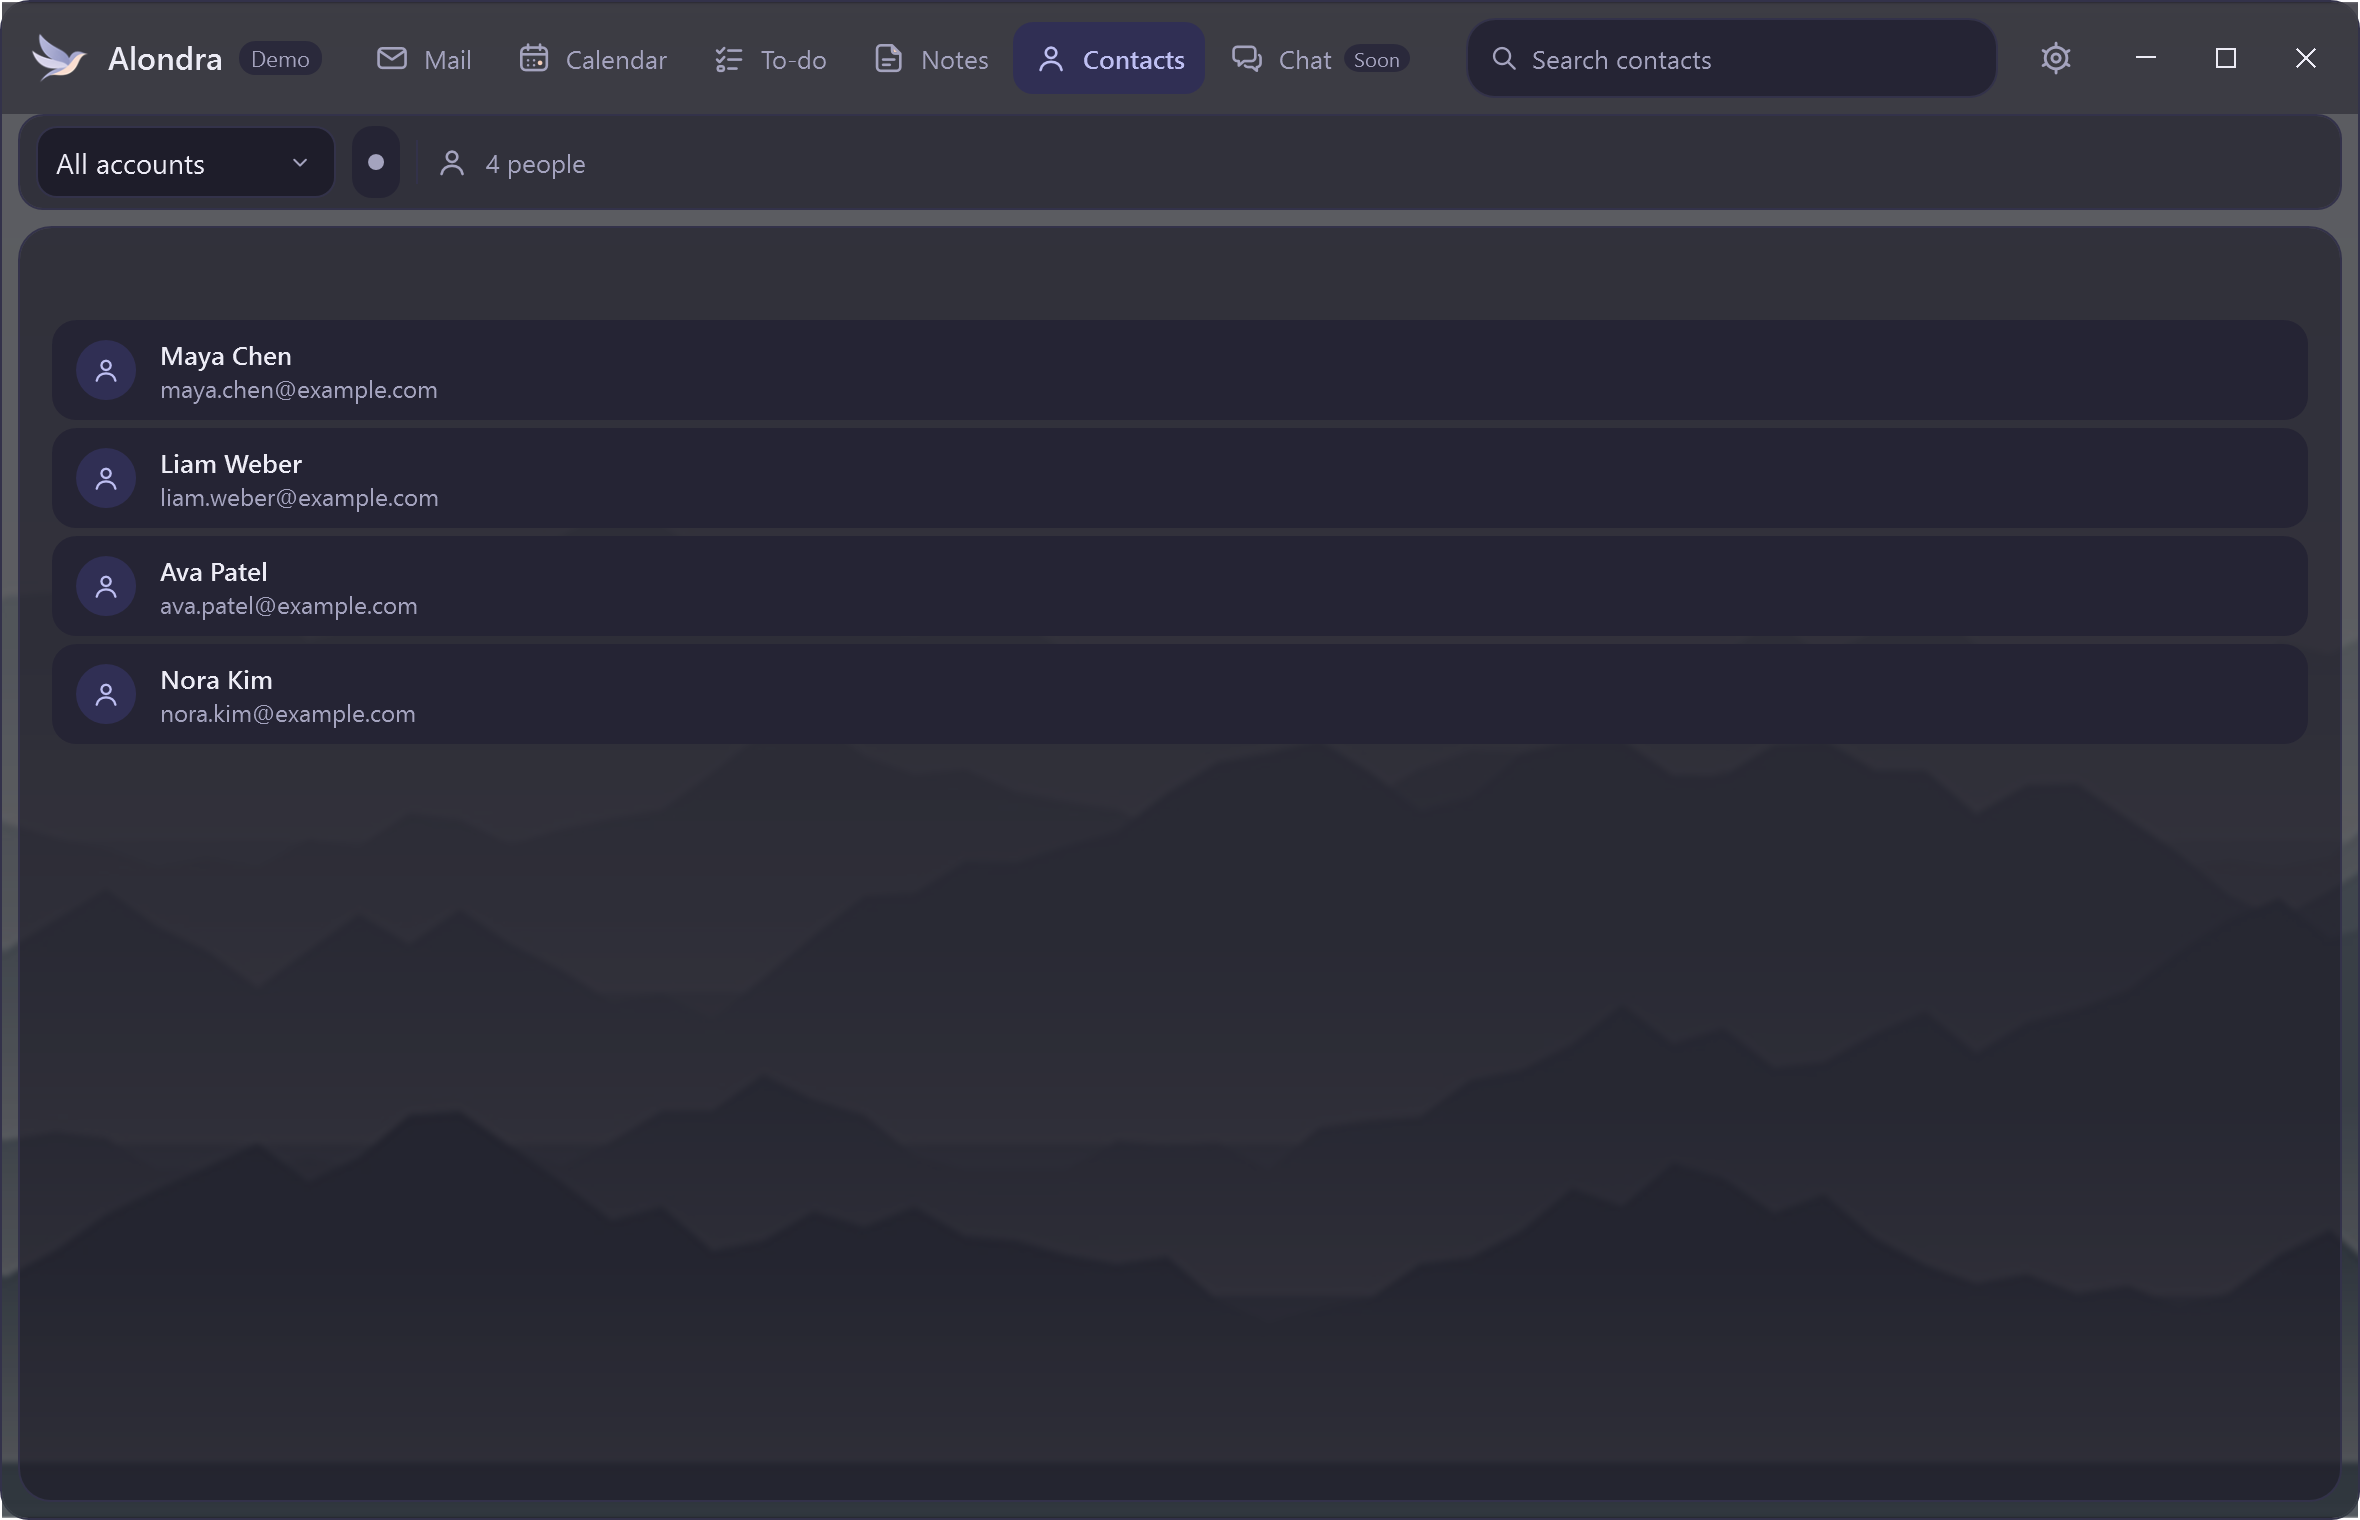 Alondra Demo Mail Calendar To-do Notes Contacts Chat Soon Search contacts
All accounts 4 people
Maya Chen
maya.chen@example.com
Liam Weber
liam.weber@example.com
Ava Patel
ava.patel@example.com
Nora Kim
nora.kim@example.com